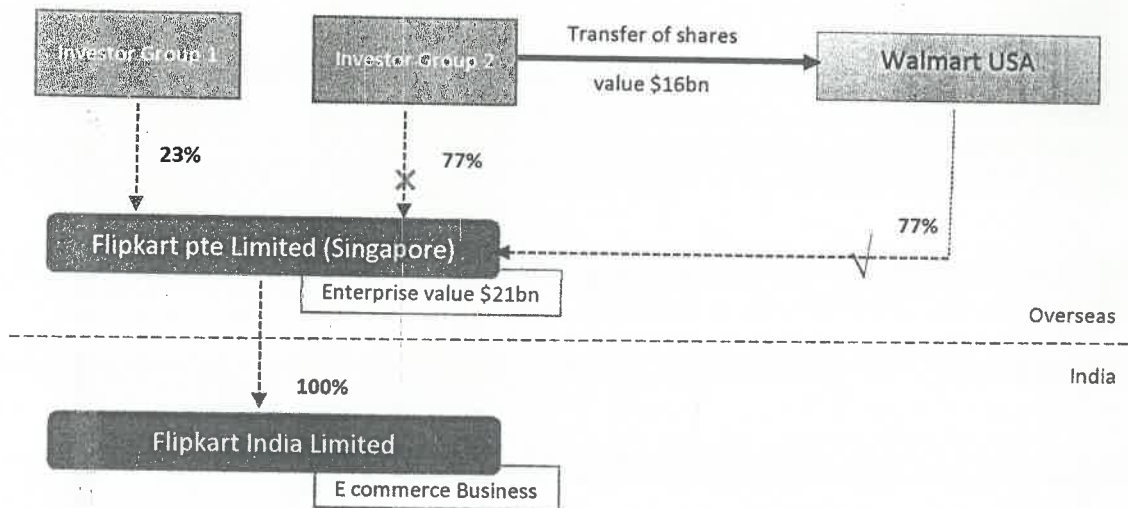 Investor Group 1
Investor Group 2
Transfer of shares
value $16bn
Walmart USA
23%
77%
Flipkart pte Limited (Singapore)
77%
Enterprise value $21bn
Overseas
India
100%
Flipkart India Limited
E commerce Business